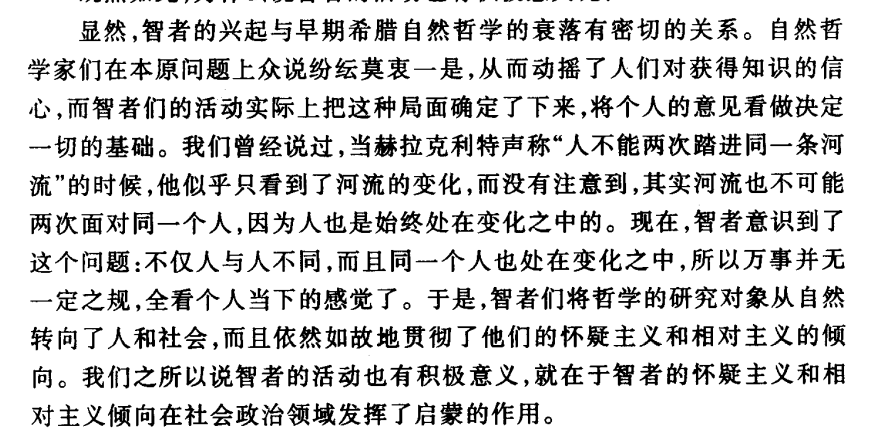 显然,智者的兴起与早期希腊自然哲学的衰落有密切的关系。自然哲
学家们在本原问题上众说纷纭莫衷一是,从而动摇了人们对获得知识的信
心,而智者们的活动实际上把这种局面确定了下来,将个人的意见看做决定
一切的基础。我们曾经说过,当赫拉克利特声称“人不能两次踏进同一条河
流”的时候,他似乎只看到了河流的变化,而没有注意到,其实河流也不可能
两次面对同一个人,因为人也是始终处在变化之中的。现在,智者意识到了
这个问题:不仅人与人不同,而且同一个人也处在变化之中,所以万事并无
一定之规,全看个人当下的感觉了。于是,智者们将哲学的研究对象从自然
转向了人和社会,而且依然如故地贯彻了他们的怀疑主义和相对主义的倾
向。我们之所以说智者的活动也有积极意义,就在于智者的怀疑主义和相
对主义倾向在社会政治领域发挥了启蒙的作用。